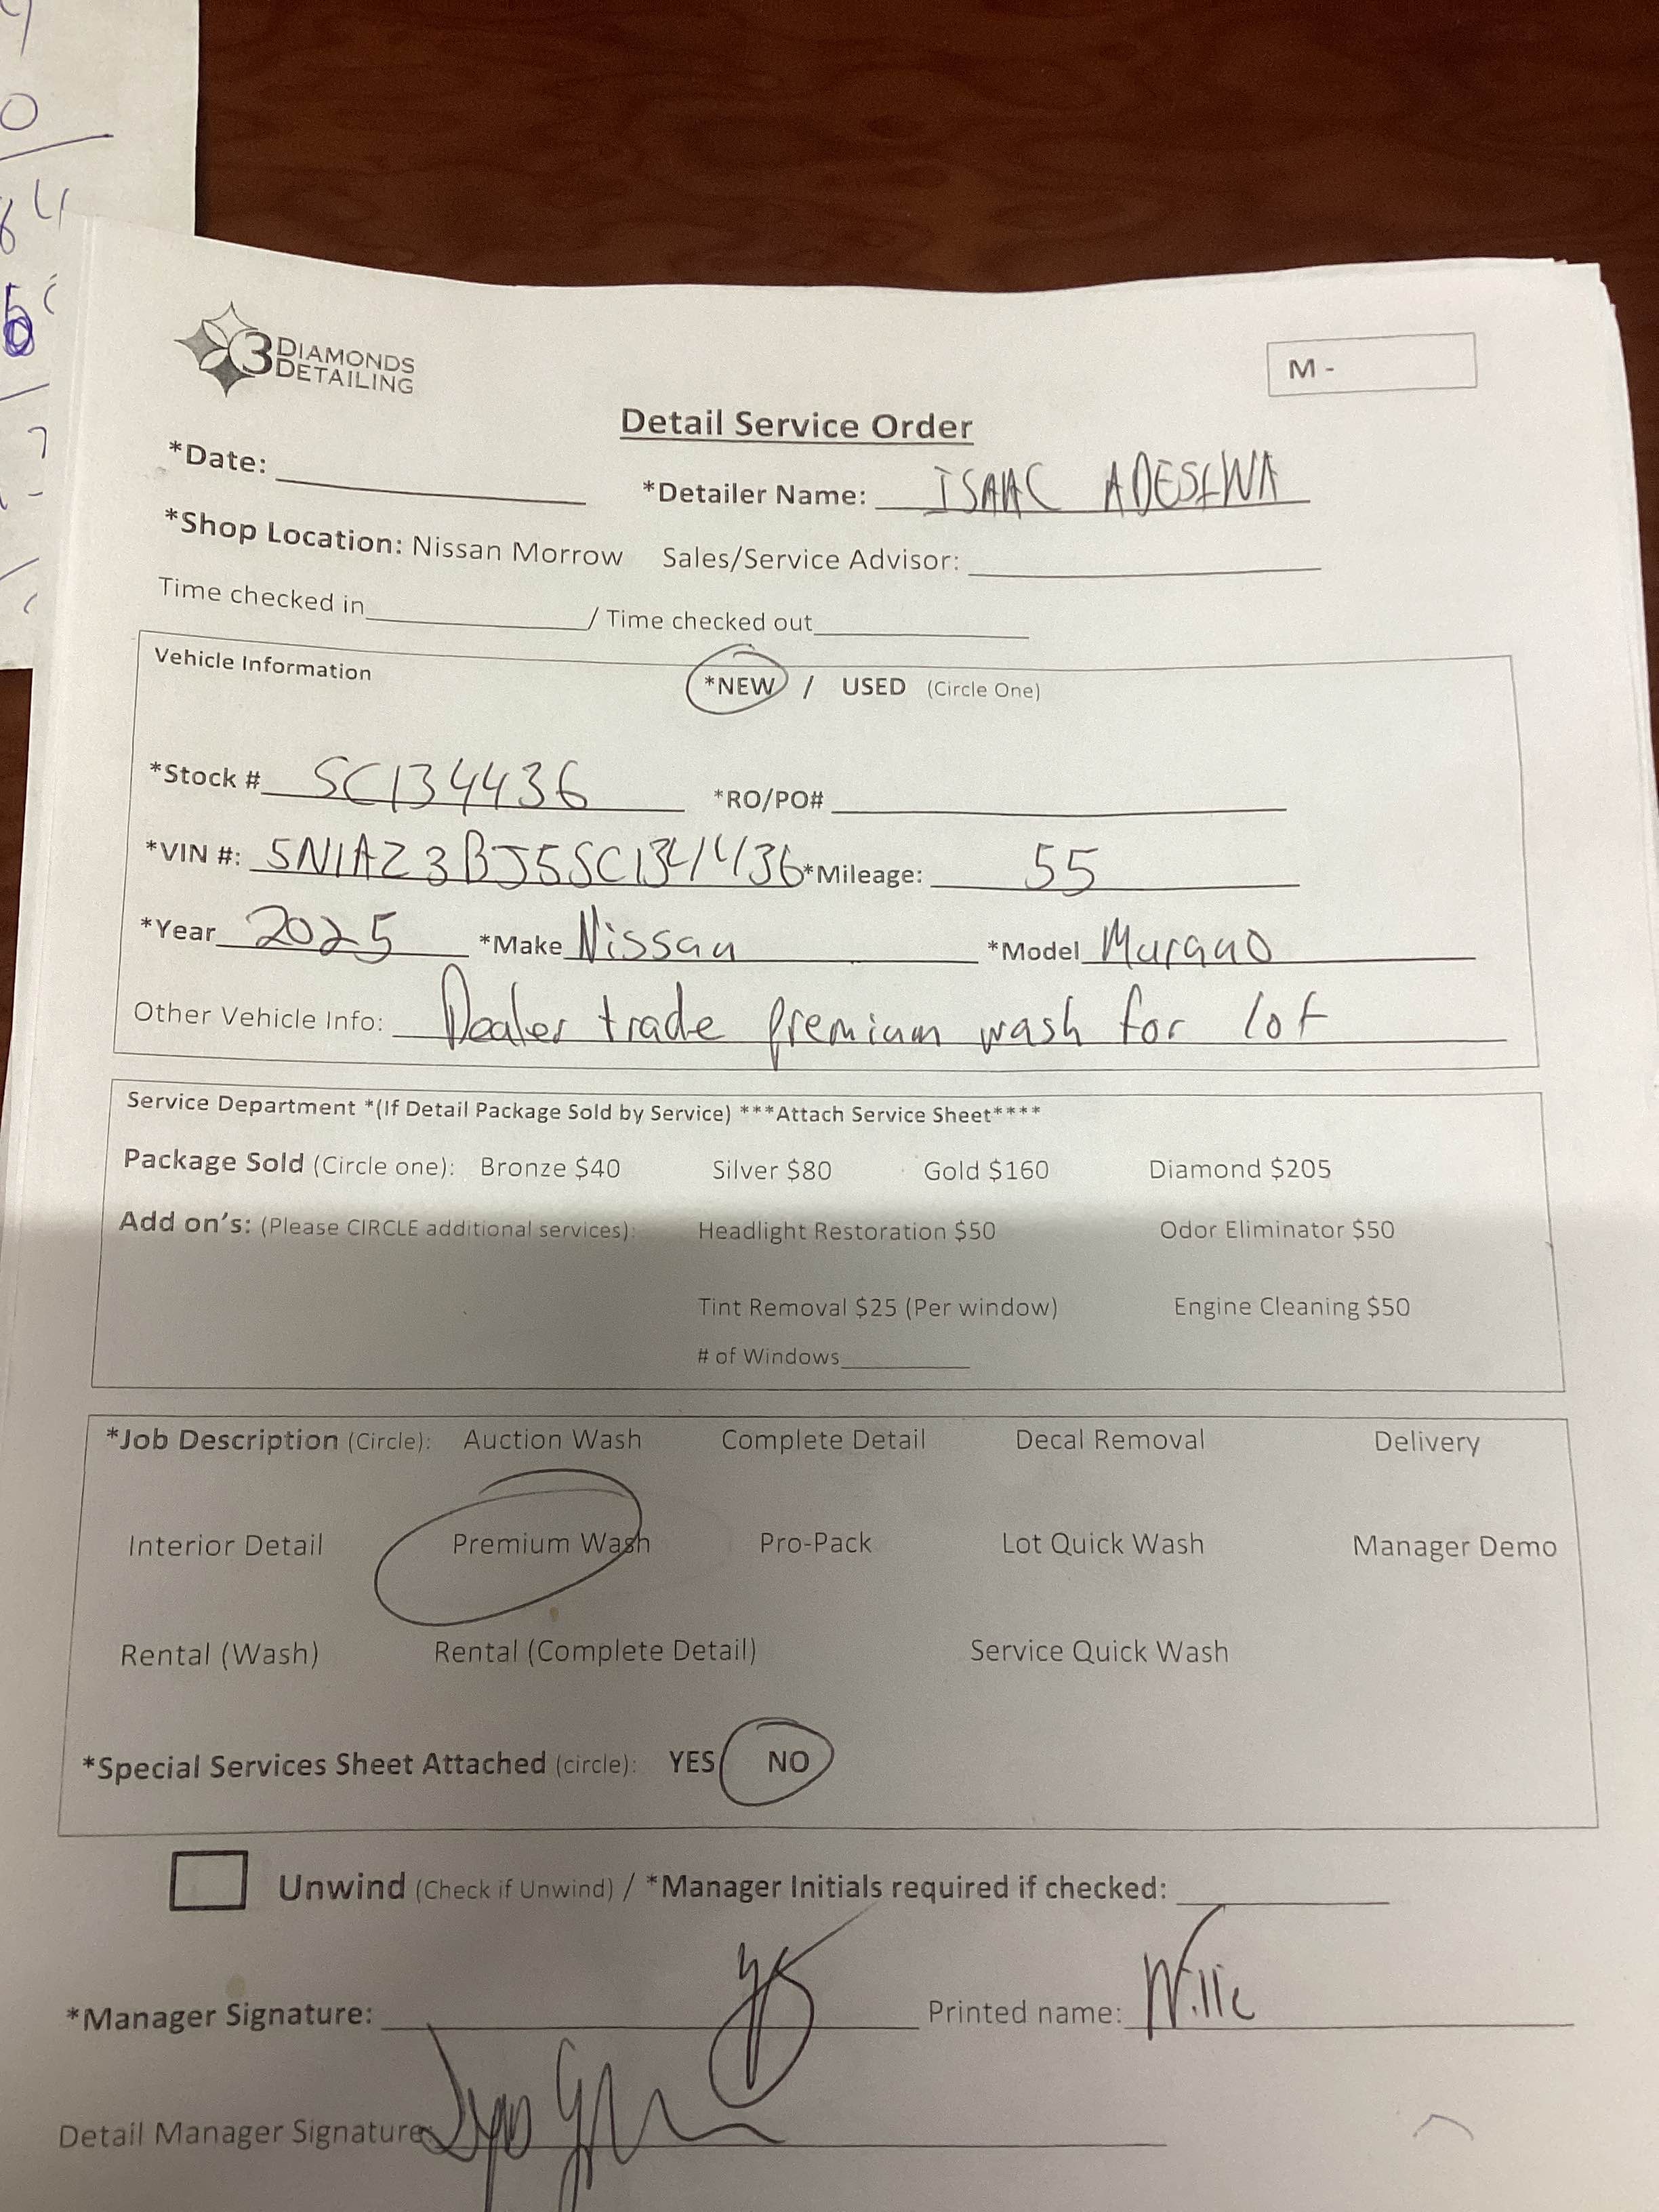 3 DIAMONDS
DETAILING
M -
Detail Service Order
*Date: *Detailer Name: ISAAC
*Shop Location: Nissan Morrow Sales/Service Advisor:
Time checked in / Time checked out
Vehicle Information
*NEW / USED (Circle One)
*Stock # SC134436 *RO/PO#
*VIN #: 5N1AZ3BJ5SC134436 *Mileage: 55
*Year 2025 *Make Nissan *Model Murano
Other Vehicle Info: Dealer trade premium wash for lot
Service Department *(If Detail Package Sold by Service) ***Attach Service Sheet****
Package Sold (Circle one): Bronze $40 Silver $80 Gold $160 Diamond $205
Add on's: (Please CIRCLE additional services): Headlight Restoration $50 Odor Eliminator $50
Tint Removal $25 (Per window) Engine Cleaning $50
# of Windows
*Job Description (Circle): Auction Wash Complete Detail Decal Removal Delivery
Interior Detail Premium Wash Pro-Pack Lot Quick Wash Manager Demo
Rental (Wash) Rental (Complete Detail) Service Quick Wash
*Special Services Sheet Attached (circle): YES NO
Unwind (Check if Unwind) / *Manager Initials required if checked:
*Manager Signature: Printed name: Willie
Detail Manager Signature